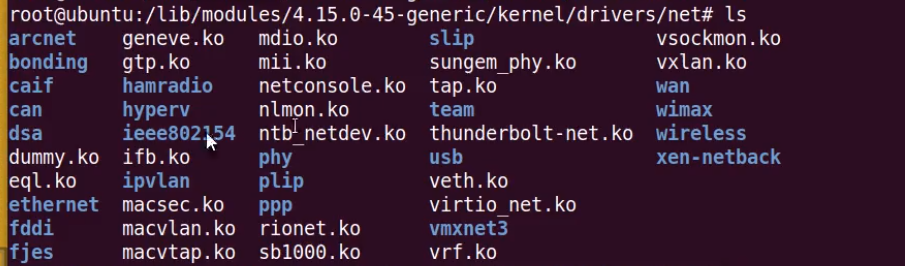 root@ubuntu:/lib/modules/4.15.0-45-generic/kernel/drivers/net# ls
arcnet geneve.ko mdio.ko slip vsockmon.ko
bonding gtp.ko mii.ko sungem_phy.ko vxlan.ko
caif hamradio netconsole.ko tap.ko wan
can hyperv nlmon.ko team wimax
dsa ieee802154 ntb_netdev.ko thunderbolt-net.ko wireless
dummy.ko ifb.ko phy usb xen-netback
eql.ko ipvlan plip veth.ko
ethernet macsec.ko ppp virtio_net.ko
fddi macvlan.ko rionet.ko vmxnet3
fjes macvtap.ko sb1000.ko vrf.ko